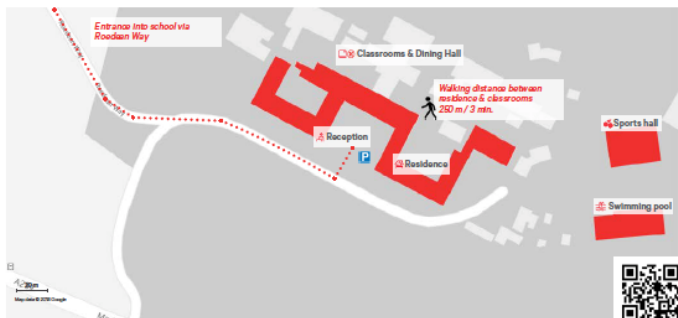 Entrance into school via
Roedean Way
Classrooms & Dining Hall
Walking distance between
residence & classrooms
250 m / 3 min.
Reception
P
Residence
Sports hall
Swimming pool
20 m
Map data © 2018 Google